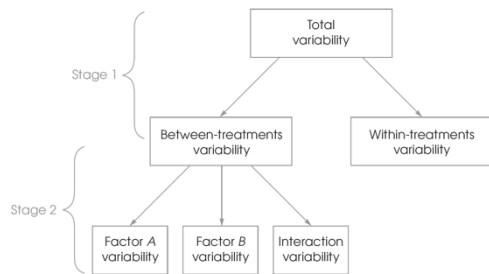 Total
variability
Stage 1
Between-treatments
variability
Within-treatments
variability
Stage 2
Factor A
variability
Factor B
variability
Interaction
variability